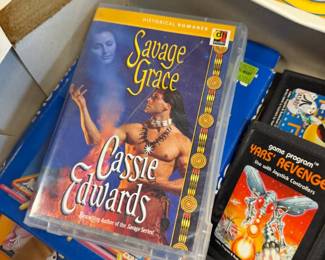 HISTORICAL ROMANCE
Savage
Grace
Cassie
Edwards
Bestselling Author of the Savage Series!
game program™
YARS' REVENGE
Use with Joystick Controllers